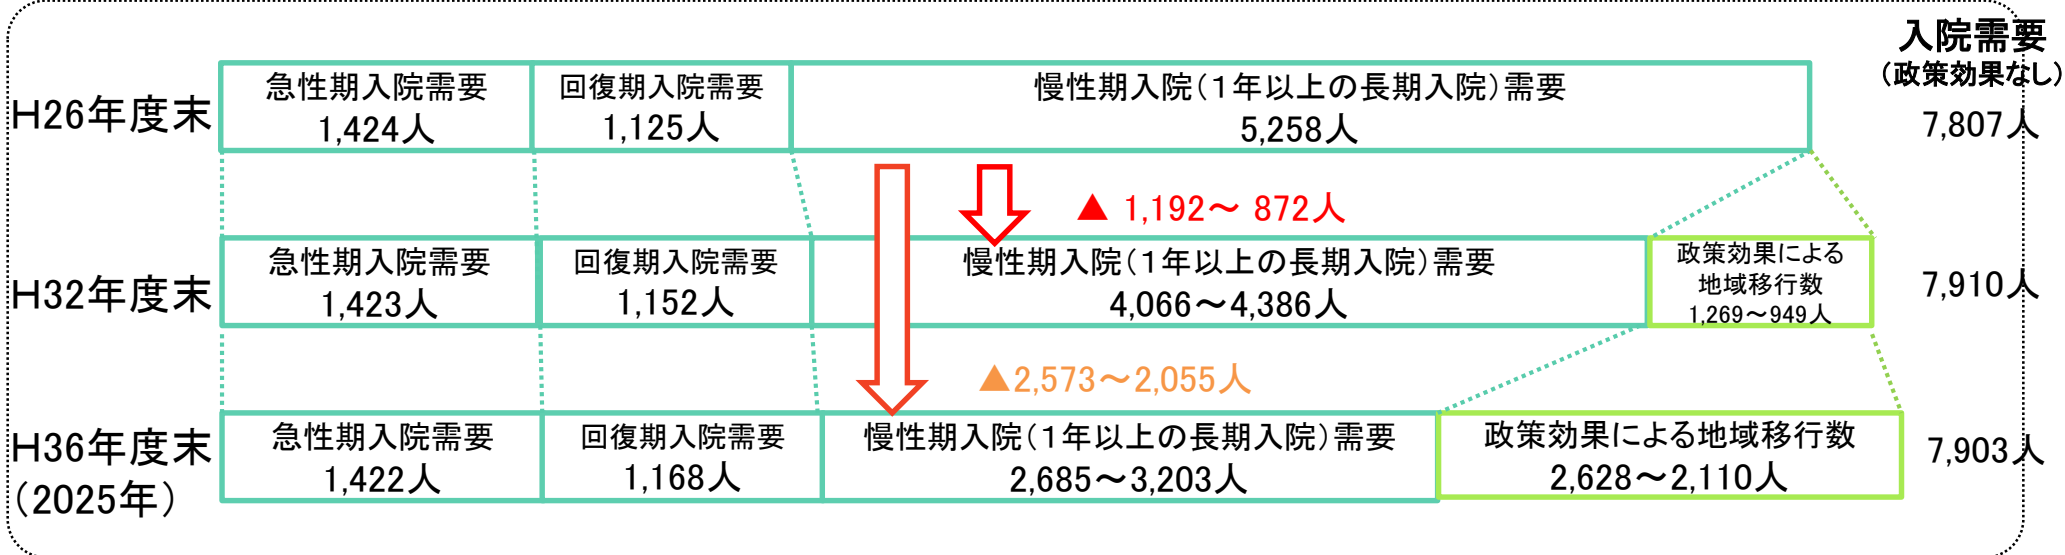 入院需要
（政策効果なし）
H26年度末
急性期入院需要
1,424人
回復期入院需要
1,125人
慢性期入院（１年以上の長期入院）需要
5,258人
7,807人
▲ 1,192～ 872人
H32年度末
急性期入院需要
1,423人
回復期入院需要
1,152人
慢性期入院（１年以上の長期入院）需要
4,066～4,386人
政策効果による
地域移行数
1,269～949人
7,910人
▲2,573～2,055人
H36年度末
（2025年）
急性期入院需要
1,422人
回復期入院需要
1,168人
慢性期入院（１年以上の長期入院）需要
2,685～3,203人
政策効果による地域移行数
2,628～2,110人
7,903人